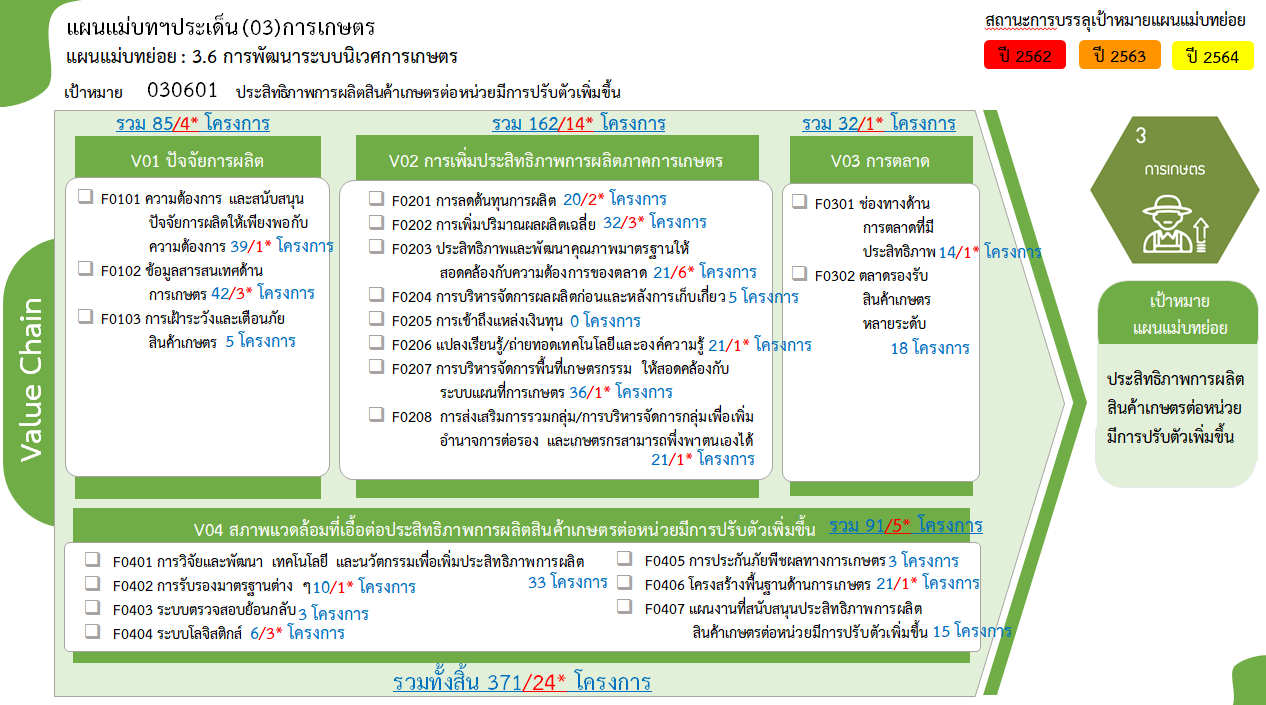 แผนแม่บทฯประเด็น (03)การเกษตร
แผนแม่บทย่อย : 3.6 การพัฒนาระบบนิเวศการเกษตร
เป้าหมาย 030601 ประสิทธิภาพการผลิตสินค้าเกษตรต่อหน่วยมีการปรับตัวเพิ่มขึ้น
สถานะการบรรลุเป้าหมายแผนแม่บทย่อย
ปี 2562 ปี 2563 ปี 2564
Value Chain
รวม 85/4* โครงการ
V01 ปัจจัยการผลิต
F0101 ความต้องการ และสนับสนุน
ปัจจัยการผลิตให้เพียงพอกับ
ความต้องการ 39/1* โครงการ
F0102 ข้อมูลสารสนเทศด้าน
การเกษตร 42/3* โครงการ
F0103 การเฝ้าระวังและเตือนภัย
สินค้าเกษตร 5 โครงการ
รวม 162/14* โครงการ
V02 การเพิ่มประสิทธิภาพการผลิตภาคการเกษตร
F0201 การลดต้นทุนการผลิต 20/2* โครงการ
F0202 การเพิ่มปริมาณผลผลิตเฉลี่ย 32/3* โครงการ
F0203 ประสิทธิภาพและพัฒนาคุณภาพมาตรฐานให้
สอดคล้องกับความต้องการของตลาด 21/6* โครงการ
F0204 การบริหารจัดการผลผลิตก่อนและหลังการเก็บเกี่ยว 5 โครงการ
F0205 การเข้าถึงแหล่งเงินทุน 0 โครงการ
F0206 แปลงเรียนรู้/ถ่ายทอดเทคโนโลยีและองค์ความรู้ 21/1* โครงการ
F0207 การบริหารจัดการพื้นที่เกษตรกรรม ให้สอดคล้องกับ
ระบบแผนที่การเกษตร 36/1* โครงการ
F0208 การส่งเสริมการรวมกลุ่ม/การบริหารจัดการกลุ่มเพื่อเพิ่ม
อำนาจการต่อรอง และเกษตรกรสามารถพึ่งพาตนเองได้
21/1* โครงการ
รวม 32/1* โครงการ
V03 การตลาด
F0301 ช่องทางด้าน
การตลาดที่มี
ประสิทธิภาพ 14/1* โครงการ
F0302 ตลาดรองรับ
สินค้าเกษตร
หลายระดับ
18 โครงการ
V04 สภาพแวดล้อมที่เอื้อต่อประสิทธิภาพการผลิตสินค้าเกษตรต่อหน่วยมีการปรับตัวเพิ่มขึ้น รวม 91/5* โครงการ
F0401 การวิจัยและพัฒนา เทคโนโลยี และนวัตกรรมเพื่อเพิ่มประสิทธิภาพการผลิต
33 โครงการ
F0402 การรับรองมาตรฐานต่าง ๆ 10/1* โครงการ
F0403 ระบบตรวจสอบย้อนกลับ 3 โครงการ
F0404 ระบบโลจิสติกส์ 6/3* โครงการ
F0405 การประกันภัยพืชผลทางการเกษตร 3 โครงการ
F0406 โครงสร้างพื้นฐานด้านการเกษตร 21/1* โครงการ
F0407 แผนงานที่สนับสนุนประสิทธิภาพการผลิต
สินค้าเกษตรต่อหน่วยมีการปรับตัวเพิ่มขึ้น 15 โครงการ
รวมทั้งสิ้น 371/24* โครงการ
3
การเกษตร
เป้าหมาย
แผนแม่บทย่อย
ประสิทธิภาพการผลิต
สินค้าเกษตรต่อหน่วย
มีการปรับตัวเพิ่มขึ้น